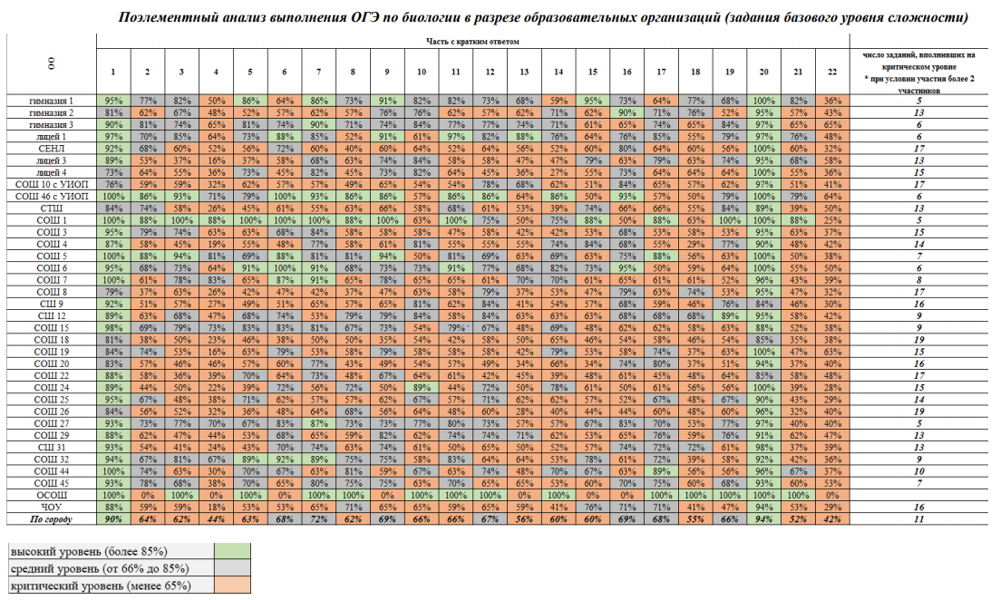 Поэлементный анализ выполнения ОГЭ по биологии в разрезе образовательных организаций (задания базового уровня сложности)
ОО
Часть с кратким ответом
число заданий, вполнивших на
критическом уровне
* при условии участия более 2
участников
1 2 3 4 5 6 7 8 9 10 11 12 13 14 15 16 17 18 19 20 21 22
гимназия 1 95% 77% 82% 50% 86% 64% 86% 73% 91% 82% 82% 73% 68% 59% 95% 73% 64% 77% 68% 100% 82% 36% 5
гимназия 2 81% 62% 67% 48% 52% 57% 62% 57% 76% 76% 62% 57% 62% 71% 62% 90% 71% 76% 52% 95% 57% 43% 13
гимназия 3 90% 81% 74% 65% 81% 74% 90% 71% 74% 84% 77% 77% 74% 71% 61% 65% 74% 65% 84% 97% 65% 65% 6
лицей 1 97% 70% 85% 64% 73% 88% 85% 52% 91% 61% 97% 82% 88% 76% 64% 76% 85% 55% 79% 97% 76% 48% 6
СЕНЛ 92% 68% 60% 52% 56% 72% 60% 40% 60% 64% 52% 64% 56% 52% 60% 80% 64% 60% 56% 100% 60% 32% 17
лицей 3 89% 53% 37% 16% 37% 58% 68% 63% 74% 84% 58% 47% 47% 79% 63% 79% 63% 74% 95% 68% 58% 13
лицей 4 73% 64% 55% 36% 73% 45% 82% 45% 73% 82% 64% 45% 36% 27% 55% 73% 64% 64% 64% 100% 55% 36% 15
СОШ 10 с УИОП 76% 59% 59% 32% 62% 57% 57% 49% 65% 54% 54% 78% 68% 62% 51% 84% 65% 57% 62% 97% 51% 41% 17
СОШ 46 с УИОП 100% 86% 93% 71% 79% 100% 93% 86% 86% 57% 86% 86% 64% 86% 50% 93% 57% 50% 79% 100% 79% 64% 6
СТШ 84% 74% 58% 26% 45% 61% 55% 63% 66% 58% 68% 61% 53% 39% 74% 66% 66% 55% 84% 89% 39% 50% 13
СОШ 1 100% 88% 100% 88% 100% 100% 100% 88% 100% 63% 100% 75% 50% 75% 88% 50% 88% 63% 100% 100% 88% 25% 5
СОШ 3 95% 79% 74% 63% 63% 68% 84% 58% 58% 58% 47% 58% 42% 42% 53% 68% 53% 58% 53% 95% 63% 37% 15
СОШ 4 87% 58% 45% 19% 55% 48% 77% 58% 61% 81% 55% 55% 55% 74% 84% 68% 55% 29% 77% 90% 48% 42% 14
СОШ 5 100% 88% 94% 81% 69% 88% 81% 81% 94% 50% 81% 69% 63% 69% 63% 75% 88% 56% 63% 100% 50% 38% 7
СОШ 6 95% 68% 73% 64% 91% 100% 91% 68% 73% 73% 91% 77% 68% 82% 73% 95% 50% 59% 64% 100% 55% 50% 6
СОШ 7 100% 61% 78% 83% 65% 87% 91% 65% 78% 65% 65% 61% 70% 70% 61% 65% 61% 61% 52% 96% 43% 39% 8
СОШ 8 79% 37% 63% 26% 42% 47% 42% 37% 47% 63% 58% 79% 37% 53% 47% 79% 63% 74% 53% 95% 47% 32% 17
СШ 9 92% 51% 57% 27% 49% 51% 65% 57% 65% 81% 62% 84% 41% 54% 57% 68% 59% 46% 76% 84% 46% 30% 16
СШ 12 89% 63% 68% 47% 68% 74% 53% 79% 79% 84% 58% 84% 63% 63% 63% 68% 68% 68% 89% 95% 58% 42% 9
СОШ 15 98% 69% 79% 73% 83% 83% 81% 67% 73% 54% 79% 67% 48% 69% 48% 62% 62% 58% 63% 88% 52% 38% 9
СОШ 18 81% 38% 50% 23% 46% 38% 50% 50% 35% 54% 42% 58% 50% 65% 46% 54% 58% 46% 54% 85% 35% 38% 19
СОШ 19 84% 74% 53% 16% 63% 79% 53% 58% 79% 58% 58% 58% 42% 79% 53% 58% 74% 37% 63% 100% 47% 63% 15
СОШ 20 83% 57% 46% 46% 57% 60% 77% 43% 49% 54% 57% 49% 34% 66% 34% 74% 80% 37% 51% 94% 37% 40% 16
СОШ 22 88% 58% 36% 39% 70% 64% 73% 48% 67% 64% 61% 42% 45% 39% 48% 61% 45% 48% 64% 85% 58% 48% 17
СОШ 24 89% 44% 50% 22% 39% 72% 56% 72% 50% 89% 44% 72% 50% 78% 61% 50% 61% 56% 56% 100% 39% 28% 15
СОШ 25 95% 67% 48% 38% 71% 62% 57% 57% 62% 67% 57% 71% 62% 62% 57% 52% 67% 48% 67% 90% 43% 29% 14
СОШ 26 84% 56% 52% 32% 36% 48% 64% 68% 56% 64% 48% 60% 28% 40% 44% 44% 60% 48% 60% 96% 32% 40% 19
СОШ 27 93% 73% 77% 70% 67% 83% 87% 73% 73% 77% 80% 73% 57% 57% 67% 83% 70% 53% 77% 97% 40% 40% 5
СОШ 29 88% 62% 47% 44% 53% 68% 65% 59% 82% 62% 74% 74% 71% 62% 53% 65% 76% 59% 76% 91% 62% 47% 13
СШ 31 93% 54% 41% 24% 43% 70% 74% 63% 74% 61% 50% 65% 50% 52% 57% 74% 72% 72% 61% 98% 37% 39% 13
СОШ 32 94% 67% 81% 67% 89% 92% 89% 75% 75% 58% 83% 64% 64% 53% 78% 61% 72% 39% 58% 92% 42% 36% 9
СОШ 44 100% 74% 63% 30% 70% 67% 63% 81% 59% 67% 63% 74% 48% 70% 67% 63% 89% 56% 56% 96% 67% 37% 10
СОШ 45 93% 78% 68% 38% 70% 65% 80% 75% 75% 63% 70% 65% 65% 53% 60% 70% 75% 60% 68% 93% 60% 53% 7
ОСОШ 100% 0% 100% 0% 100% 0% 100% 100% 0% 100% 100% 100% 0% 100% 0% 0% 100% 100% 100% 100% 100% 0%
ЧОУ 88% 59% 59% 18% 53% 53% 65% 71% 65% 65% 59% 65% 59% 41% 76% 71% 71% 41% 47% 94% 53% 29% 16
По городу 90% 64% 62% 44% 63% 68% 72% 62% 69% 66% 66% 67% 56% 60% 60% 69% 68% 55% 66% 94% 52% 42% 11
высокий уровень (более 85%)
средний уровень (от 66% до 85%)
критический уровень (менее 65%)